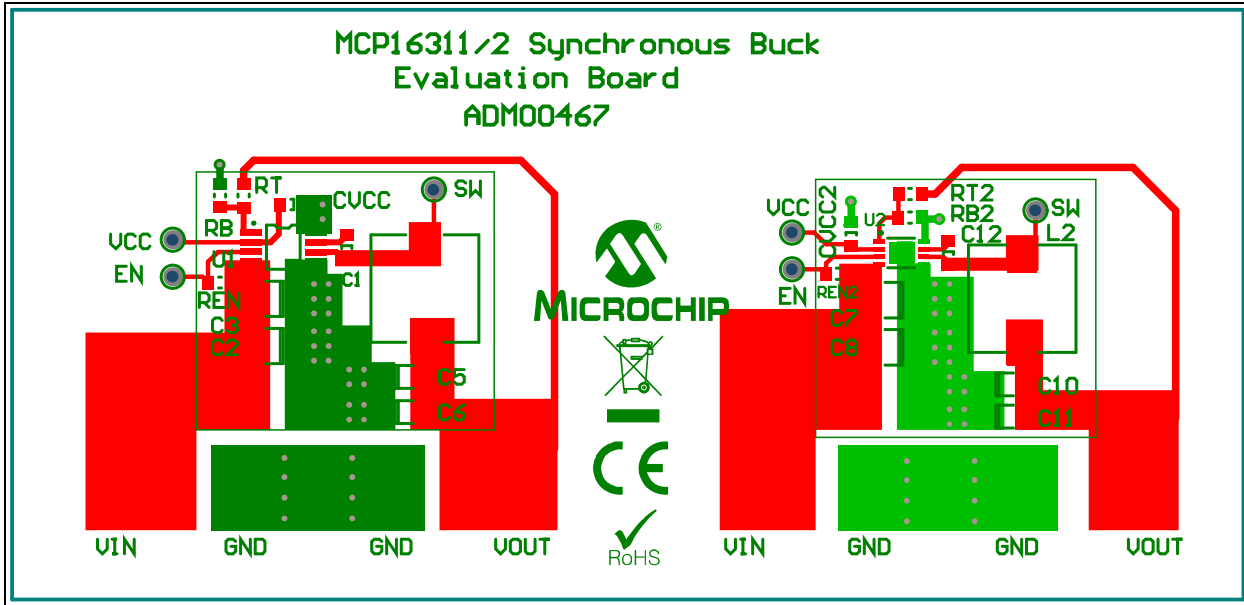 MCP16311/2 Synchronous Buck
Evaluation Board
ADM00467
RT
CVCC
SW
RB
VCC
U1
EN
C1
REN
C3
C2
C5
C6
VIN
GND
GND
VOUT
®
MICROCHIP
CE
RoHS
CVCC2
RT2
RB2
VCC
U2
SW
C12
L2
EN
REN2
C7
C8
C10
C11
VIN
GND
GND
VOUT